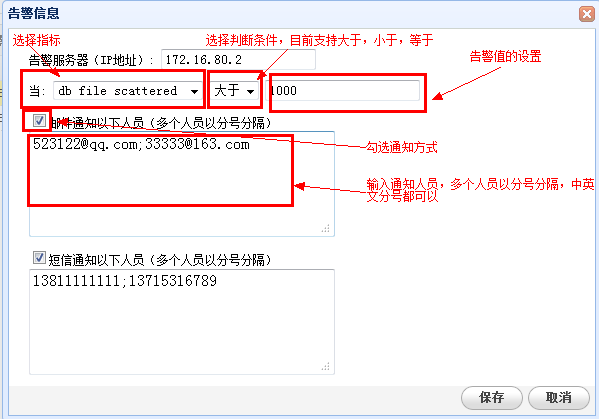 告警信息
选择指标
选择判断条件，目前支持大于，小于，等于
告警服务器（IP地址）: 172.16.80.2
告警值的设置
当: db file scattered 大于 1000
邮件通知以下人员（多个人员以分号分隔）
523122@qq.com;33333@163.com
勾选通知方式
输入通知人员，多个人员以分号分隔，中英
文分号都可以
短信通知以下人员（多个人员以分号分隔）
13811111111;13715316789
保存 取消